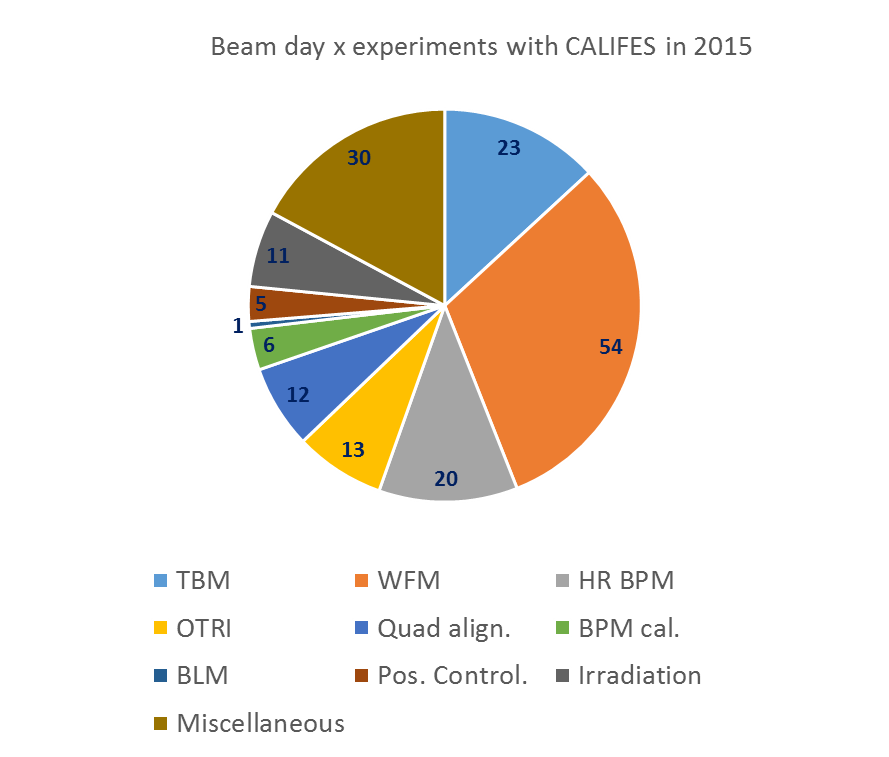 Beam day x experiments with CALIFES in 2015
23
30
11
5
54
1
6
12
13
20
TBM WFM HR BPM
OTRI Quad align. BPM cal.
BLM Pos. Control. Irradiation
Miscellaneous